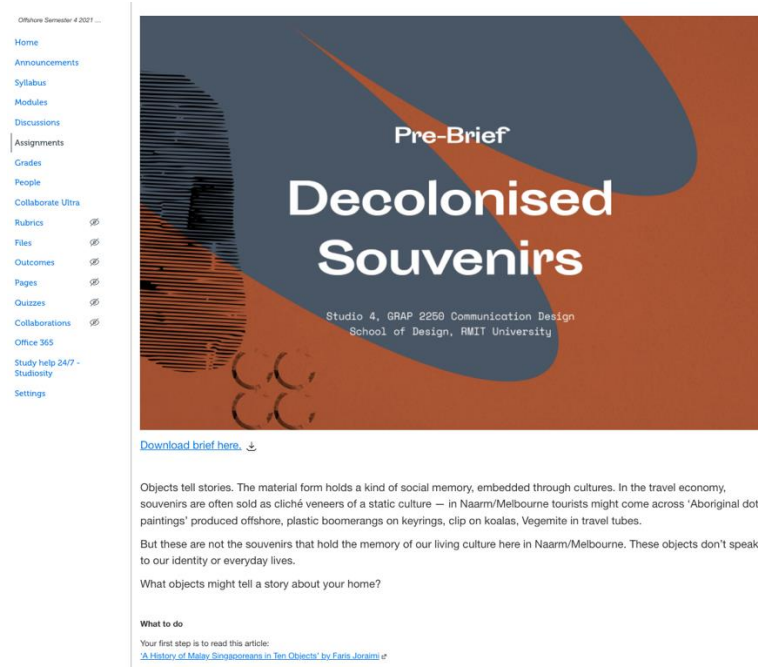 Offshore Semester 4 2021 ...
Home
Announcements
Syllabus
Modules
Discussions
Assignments
Grades
People
Collaborate Ultra
Rubrics
Files
Outcomes
Pages
Quizzes
Collaborations
Office 365
Study help 24/7 -
Studiosity
Settings
Pre-Brief
Decolonised
Souvenirs
Studio 4, GRAP 2250 Communication Design
School of Design, RMIT University
Download brief here.
Objects tell stories. The material form holds a kind of social memory, embedded through cultures. In the travel economy,
souvenirs are often sold as cliché veneers of a static culture — in Naarm/Melbourne tourists might come across ‘Aboriginal dot
paintings’ produced offshore, plastic boomerangs on keyrings, clip on koalas, Vegemite in travel tubes.
But these are not the souvenirs that hold the memory of our living culture here in Naarm/Melbourne. These objects don’t speak
to our identity or everyday lives.
What objects might tell a story about your home?
What to do
Your first step is to read this article:
‘A History of Malay Singaporeans in Ten Objects’ by Faris Joraimi